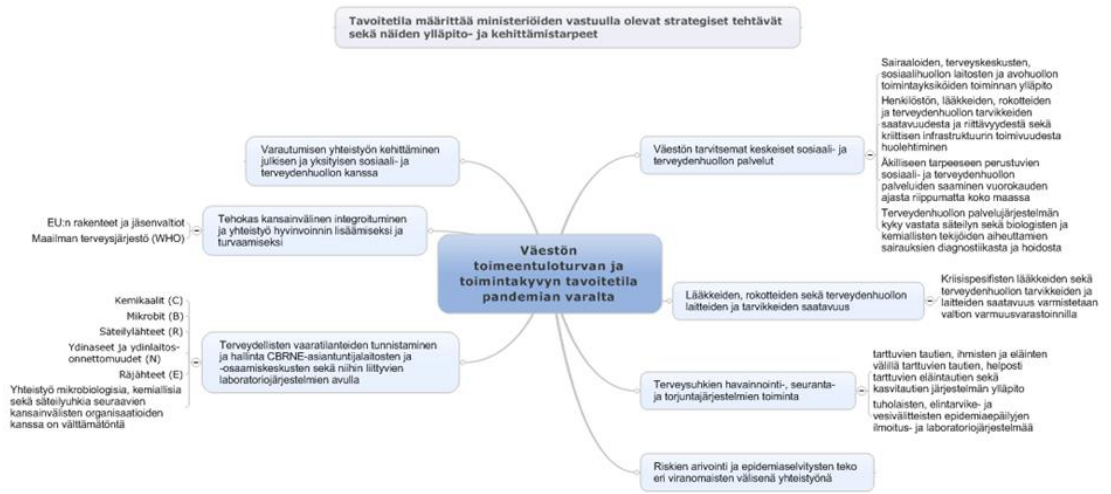 Tavoitetila määrittää ministeriöiden vastuulla olevat strategiset tehtävät
sekä näiden ylläpito- ja kehittämistarpeet
Väestön
toimeentuloturvan ja
toimintakyvyn tavoitetila
pandemian varalta
Varautumisen yhteistyön kehittäminen
julkisen ja yksityisen sosiaali- ja
terveydenhuollon kanssa
Tehokas kansainvälinen integroituminen
ja yhteistyö hyvinvoinnin lisäämiseksi ja
turvaamiseksi
EU:n rakenteet ja jäsenvaltiot
Maailman terveysjärjestö (WHO)
Terveydellisten vaaratilanteiden tunnistaminen
ja hallinta CBRNE-asiantuntijalaitosten ja
-osaamiskeskusten sekä niihin liittyvien
laboratoriojärjestelmien avulla
Kemikaalit (C)
Mikrobit (B)
Säteilylähteet (R)
Ydinaseet ja ydinlaitos-
onnettomuudet (N)
Räjähteet (E)
Yhteistyö mikrobiologisia, kemiallisia
sekä säteilyuhkia seuraavien
kansainvälisten organisaatioiden
kanssa on välttämätöntä
Väestön tarvitsemat keskeiset sosiaali- ja
terveydenhuollon palvelut
Sairaaloiden, terveyskeskusten,
sosiaalihuollon laitosten ja avohuollon
toimintayksiköiden toiminnan ylläpito
Henkilöstön, lääkkeiden, rokotteiden
ja terveydenhuollon tarvikkeiden
saatavuudesta ja riittävyydestä sekä
kriittisen infrastruktuurin toimivuudesta
huolehtiminen
Äkilliseen tarpeeseen perustuvien
sosiaali- ja terveydenhuollon
palveluiden saaminen vuorokauden
ajasta riippumatta koko maassa
Terveydenhuollon palvelujärjestelmän
kyky vastata säteilyn sekä biologisten ja
kemiallisten tekijöiden aiheuttamien
sairauksien diagnostiikasta ja hoidosta
Lääkkeiden, rokotteiden sekä terveydenhuollon
laitteiden ja tarvikkeiden saatavuus
Kriisispesifisten lääkkeiden sekä
terveydenhuollon tarvikkeiden ja
laitteiden saatavuus varmistetaan
valtion varmuusvarastoinnilla
Terveysuhkien havainnointi-, seuranta-
ja torjuntajärjestelmien toiminta
tarttuvien tautien, ihmisten ja eläinten
välillä tarttuvien tautien, helposti
tarttuvien eläintautien sekä
kasvitautien järjestelmän ylläpito
tuholaisten, elintarvike- ja
vesivälitteisten epidemiaepäilyjen
ilmoitus- ja laboratoriojärjestelmää
Riskien arivointi ja epidemiaselvitysten teko
eri viranomaisten välisenä yhteistyönä